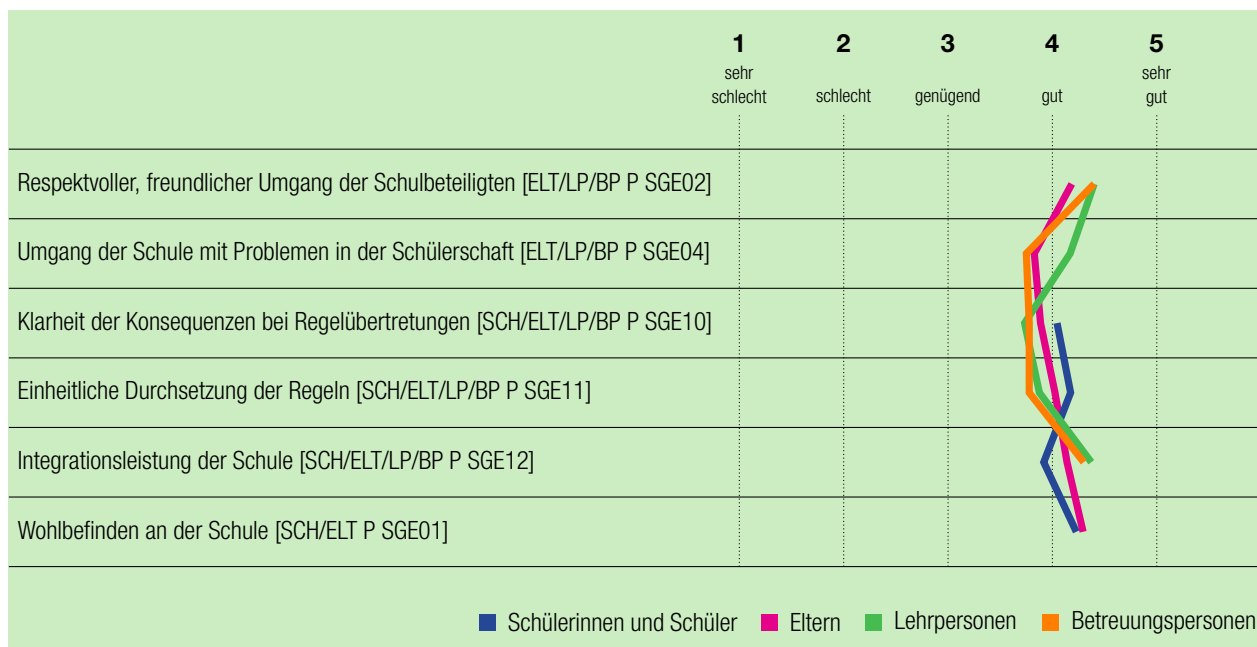 1 2 3 4 5
sehr schlecht schlecht genügend gut sehr gut
Respektvoller, freundlicher Umgang der Schulbeteiligten [ELT/LP/BP P SGE02]
Umgang der Schule mit Problemen in der Schülerschaft [ELT/LP/BP P SGE04]
Klarheit der Konsequenzen bei Regelübertretungen [SCH/ELT/LP/BP P SGE10]
Einheitliche Durchsetzung der Regeln [SCH/ELT/LP/BP P SGE11]
Integrationsleistung der Schule [SCH/ELT/LP/BP P SGE12]
Wohlbefinden an der Schule [SCH/ELT P SGE01]
Schülerinnen und Schüler Eltern Lehrpersonen Betreuungspersonen